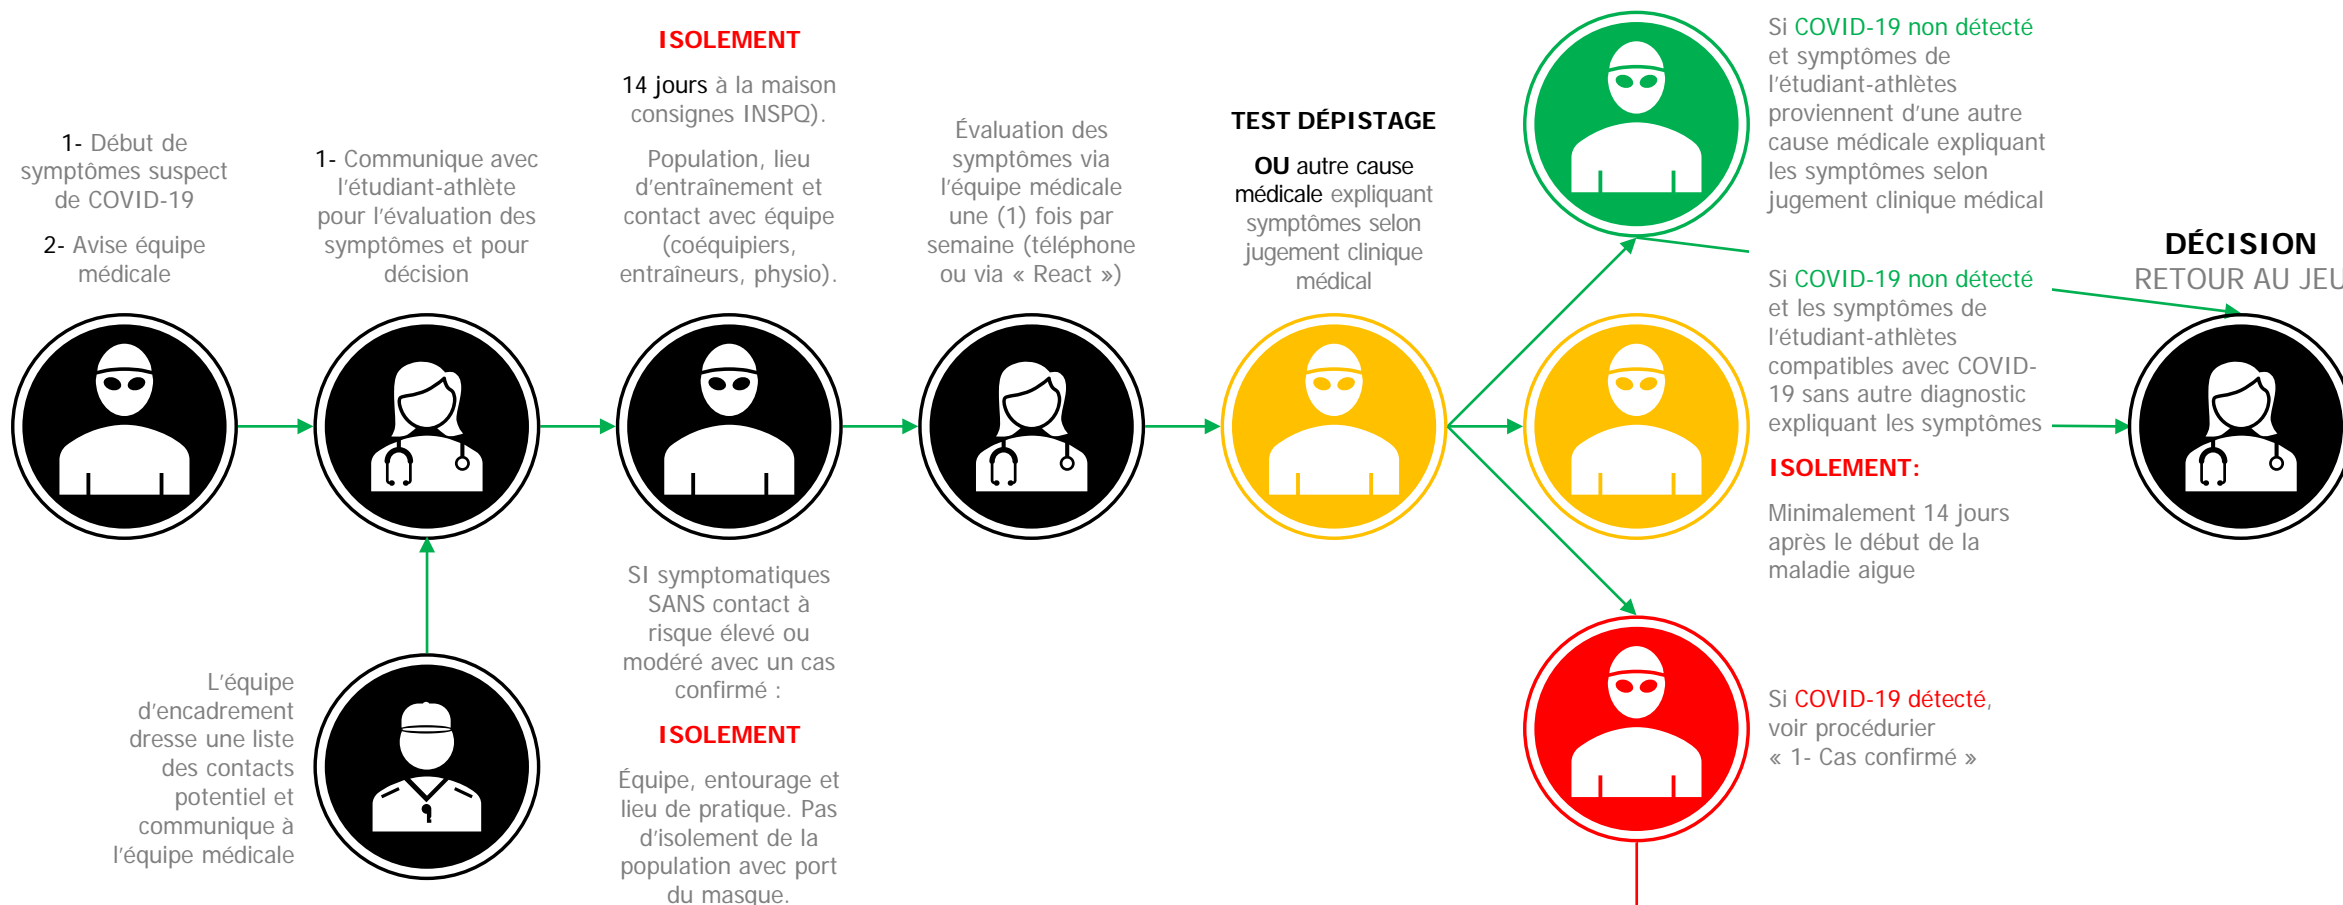 1- Début de
symptômes suspect
de COVID-19
2- Avise équipe
médicale
1- Communique avec
l'étudiant-athlète
pour l'évaluation des
symptômes et pour
décision
L'équipe
d'encadrement
dresse une liste
des contacts
potentiel et
communique à
l'équipe médicale
ISOLEMENT
14 jours à la maison
consignes INSPQ).
Population, lieu
d'entraînement et
contact avec équipe
(coéquipiers,
entraîneurs, physio).
SI symptomatiques
SANS contact à
risque élevé ou
modéré avec un cas
confirmé :
ISOLEMENT
Équipe, entourage et
lieu de pratique. Pas
d'isolement de la
population avec port
du masque.
Évaluation des
symptômes via
l'équipe médicale
une (1) fois par
semaine (téléphone
ou via « React »)
TEST DÉPISTAGE
OU autre cause
médicale expliquant
symptômes selon
jugement clinique
médical
Si COVID-19 non détecté
et symptômes de
l'étudiant-athlètes
proviennent d'une autre
cause médicale expliquant
les symptômes selon
jugement clinique médical
Si COVID-19 non détecté
et les symptômes de
l'étudiant-athlètes
compatibles avec COVID-
19 sans autre diagnostic
expliquant les symptômes
ISOLEMENT:
Minimalement 14 jours
après le début de la
maladie aigue
Si COVID-19 détecté,
voir procédurier
« 1- Cas confirmé »
DÉCISION
RETOUR AU JEU